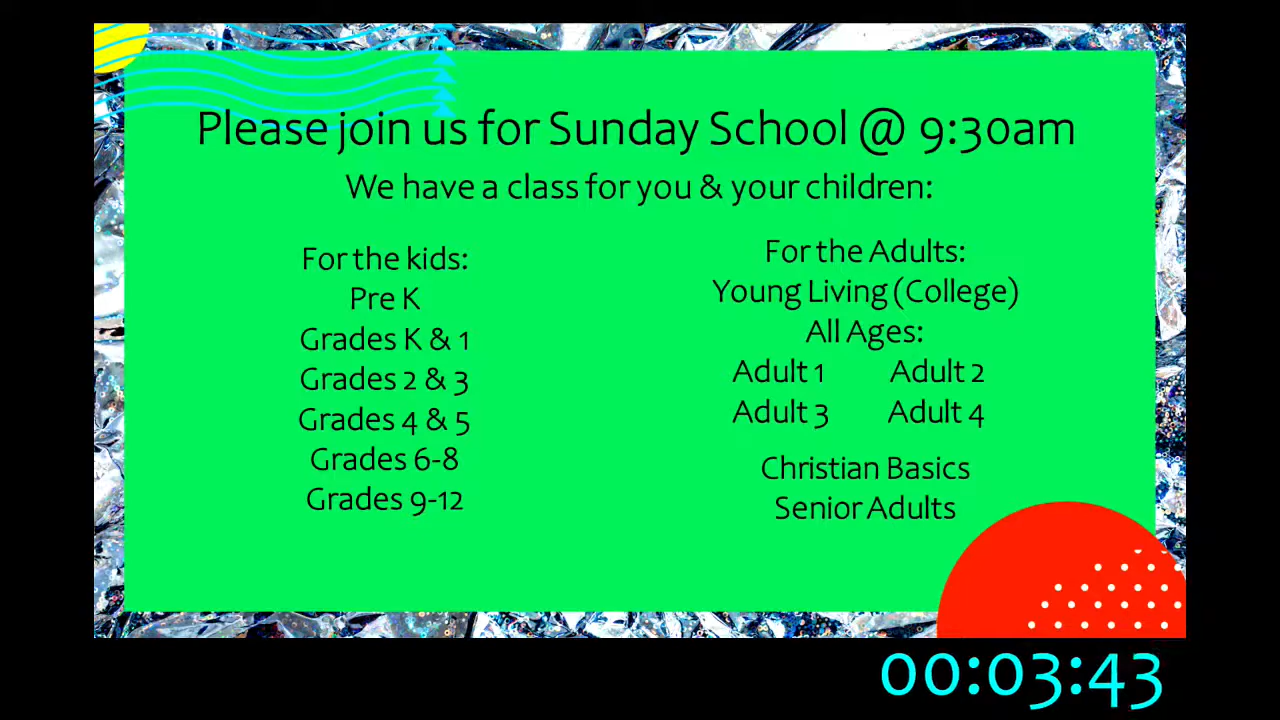 Please join us for Sunday School @ 9:30am
We have a class for you & your children:
For the kids:
Pre K
Grades K & 1
Grades 2 & 3
Grades 4 & 5
Grades 6-8
Grades 9-12
For the Adults:
Young Living (College)
All Ages:
Adult 1 Adult 2
Adult 3 Adult 4
Christian Basics
Senior Adults
00:03:43